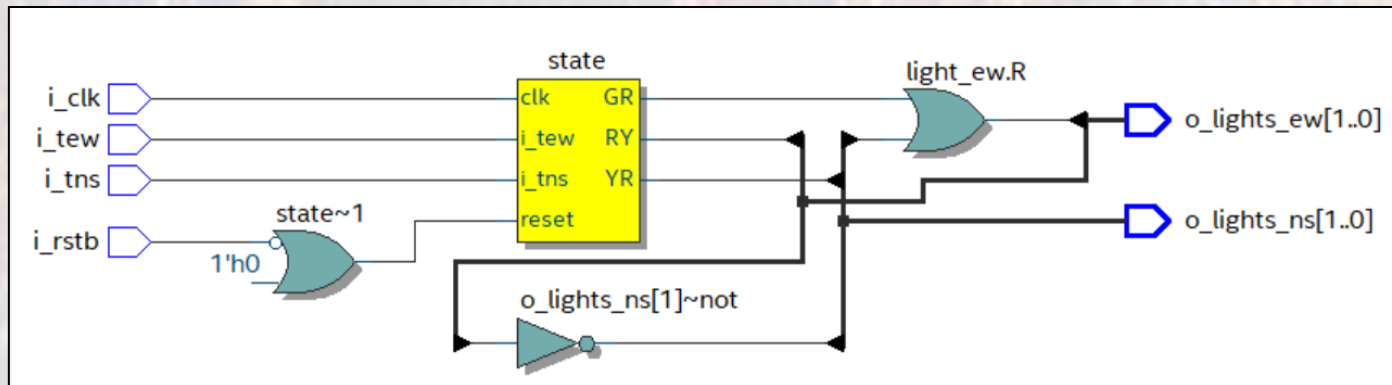 state
light_ew.R
i_clk
clk GR
o_lights_ew[1..0]
i_tew
i_tew RY
i_tns
i_tns YR
state~1
reset
o_lights_ns[1..0]
i_rstb
1'h0
o_lights_ns[1]~not